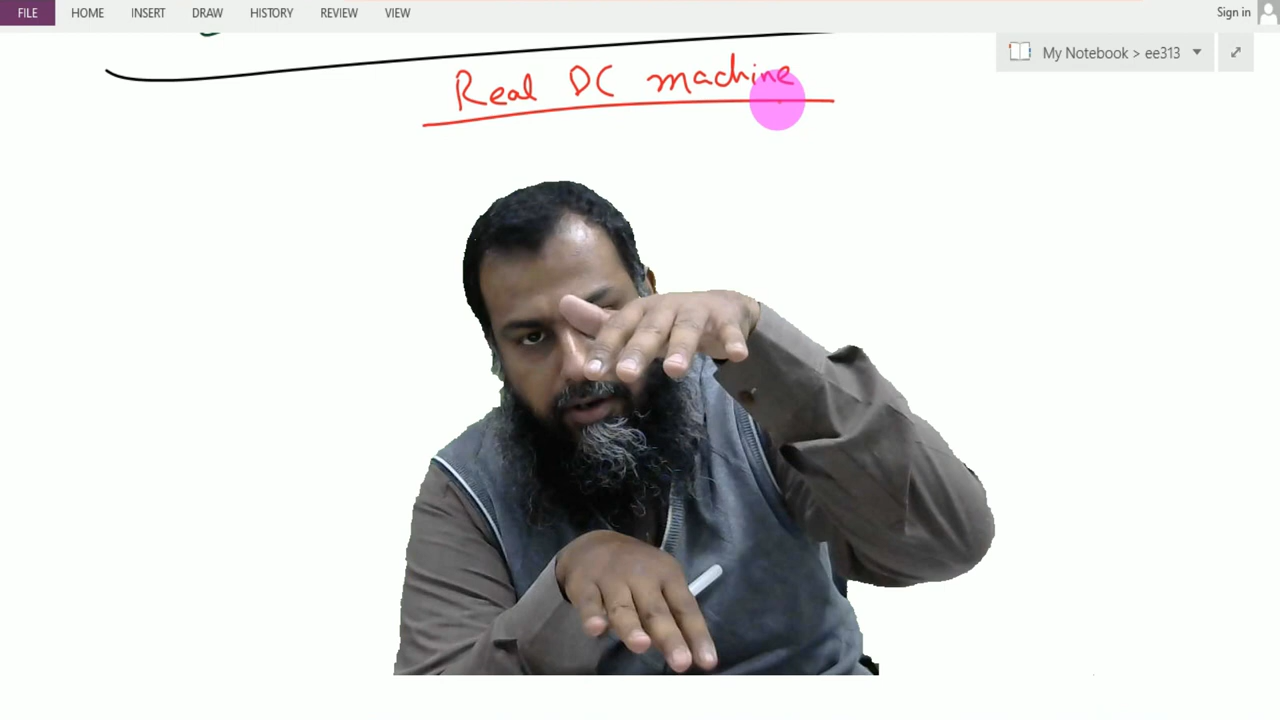 FILE HOME INSERT DRAW HISTORY REVIEW VIEW Sign in
My Notebook > ee313
Real DC machine